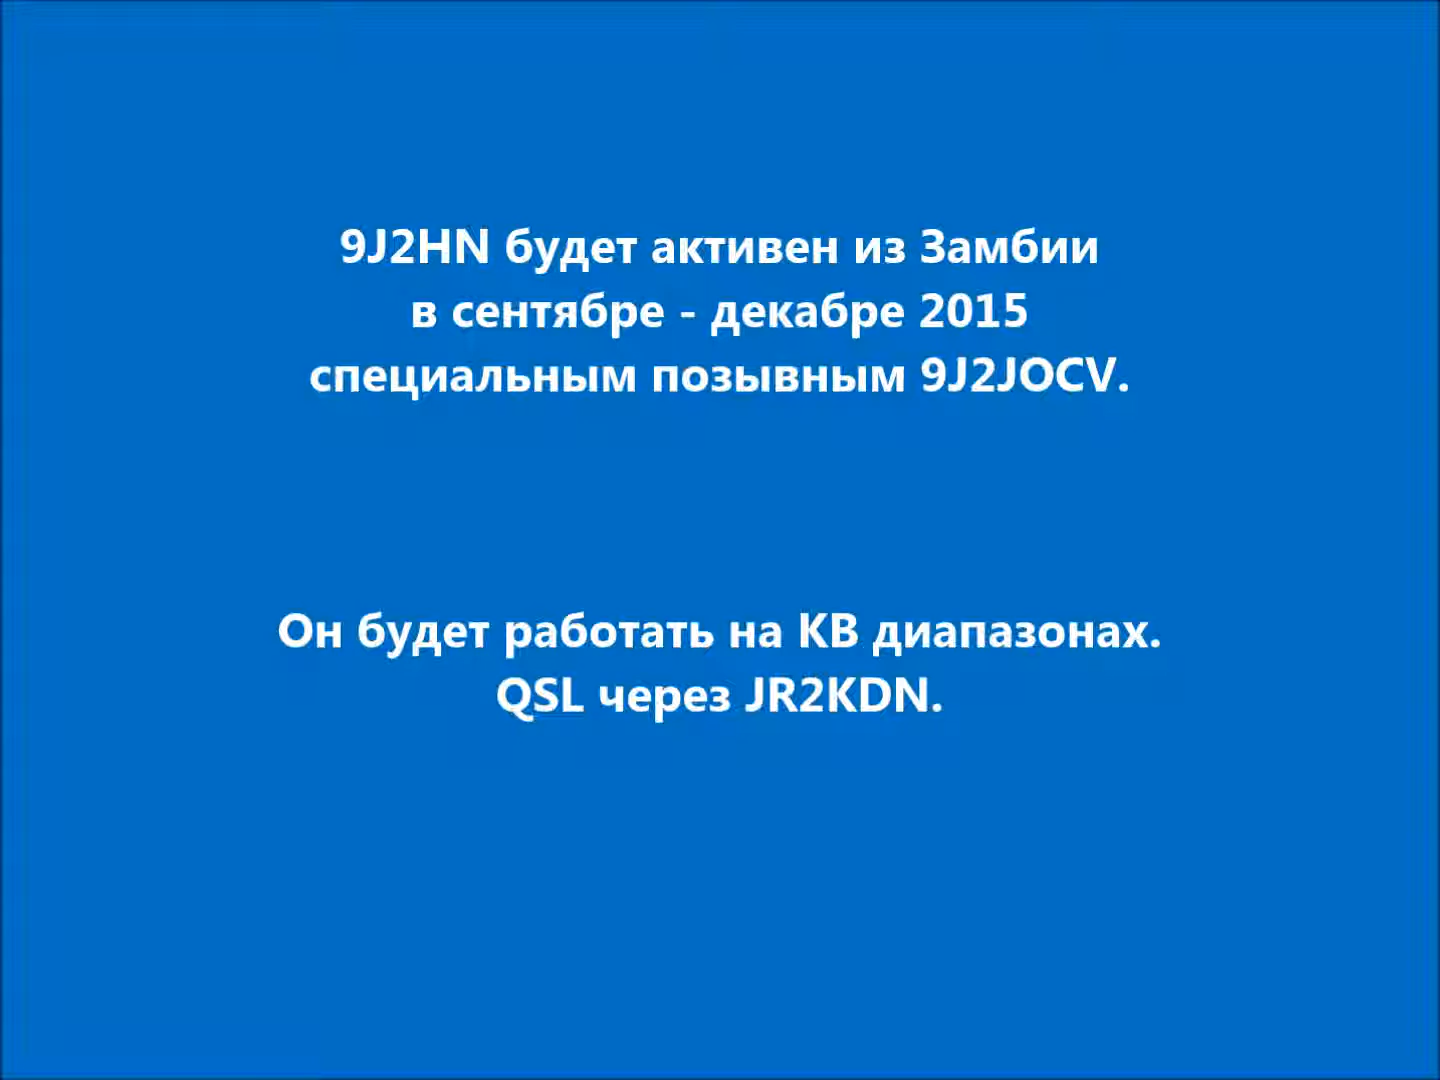 9J2HN будет активен из Замбии
в сентябре - декабре 2015
специальным позывным 9J2JOCV.
Он будет работать на КВ диапазонах.
QSL через JR2KDN.